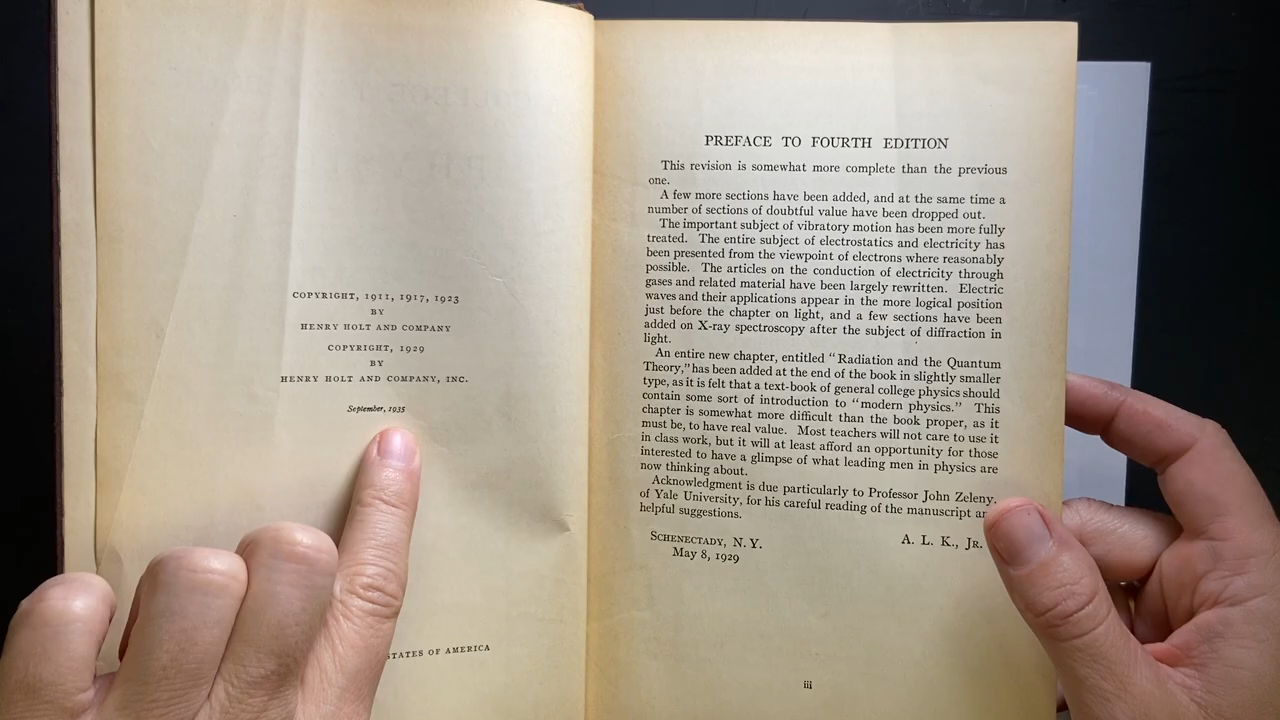 COPYRIGHT, 1911, 1917, 1923
BY
HENRY HOLT AND COMPANY
COPYRIGHT, 1929
BY
HENRY HOLT AND COMPANY, INC.
September, 1935
STATES OF AMERICA
PREFACE TO FOURTH EDITION
This revision is somewhat more complete than the previous
one.
A few more sections have been added, and at the same time a
number of sections of doubtful value have been dropped out.
The important subject of vibratory motion has been more fully
treated. The entire subject of electrostatics and electricity has
been presented from the viewpoint of electrons where reasonably
possible. The articles on the conduction of electricity through
gases and related material have been largely rewritten. Electric
waves and their applications appear in the more logical position
just before the chapter on light, and a few sections have been
added on X-ray spectroscopy after the subject of diffraction in
light.
An entire new chapter, entitled "Radiation and the Quantum
Theory," has been added at the end of the book in slightly smaller
type, as it is felt that a text-book of general college physics should
contain some sort of introduction to "modern physics." This
chapter is somewhat more difficult than the book proper, as it
must be, to have real value. Most teachers will not care to use it
in class work, but it will at least afford an opportunity for those
interested to have a glimpse of what leading men in physics are
now thinking about.
Acknowledgment is due particularly to Professor John Zeleny,
of Yale University, for his careful reading of the manuscript
helpful suggestions.
SCHENECTADY, N. Y.
May 8, 1929
A. L. K., JR.
iii